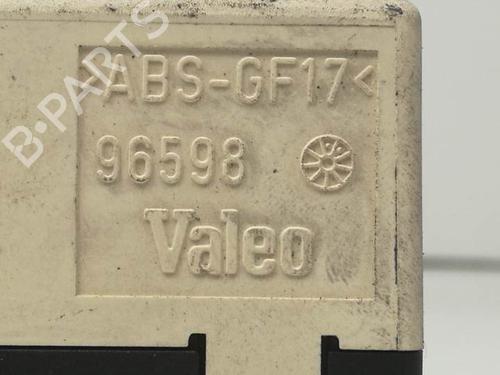 B-PARTS
>ABS-GF17<
96598
Valeo